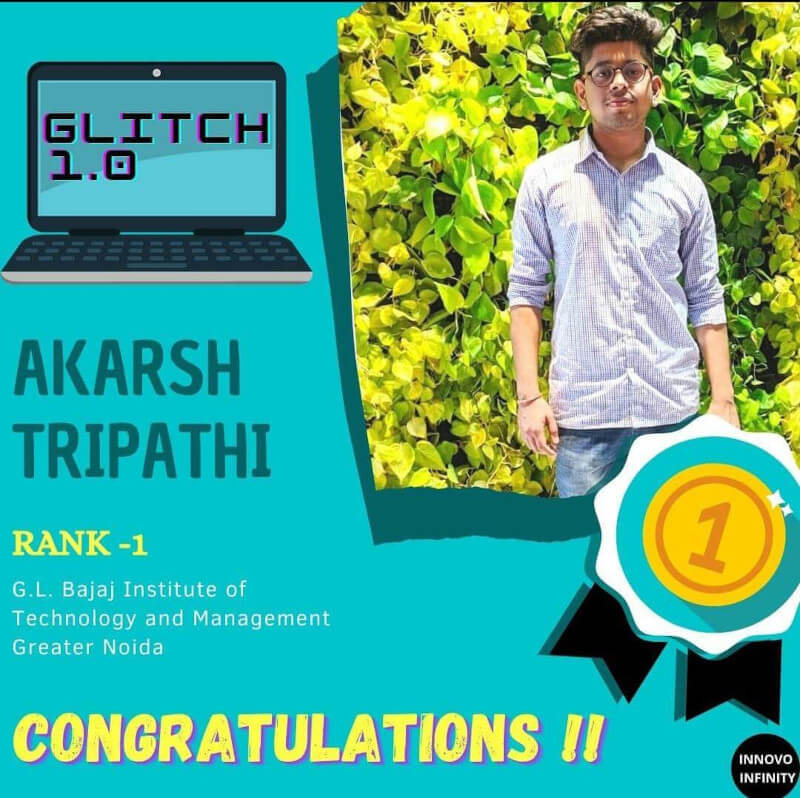 GLITCH
1.0
AKARSH
TRIPATHI
RANK -1
G.L. Bajaj Institute of
Technology and Management
Greater Noida
1
CONGRATULATIONS !!
INNOVO
INFINITY